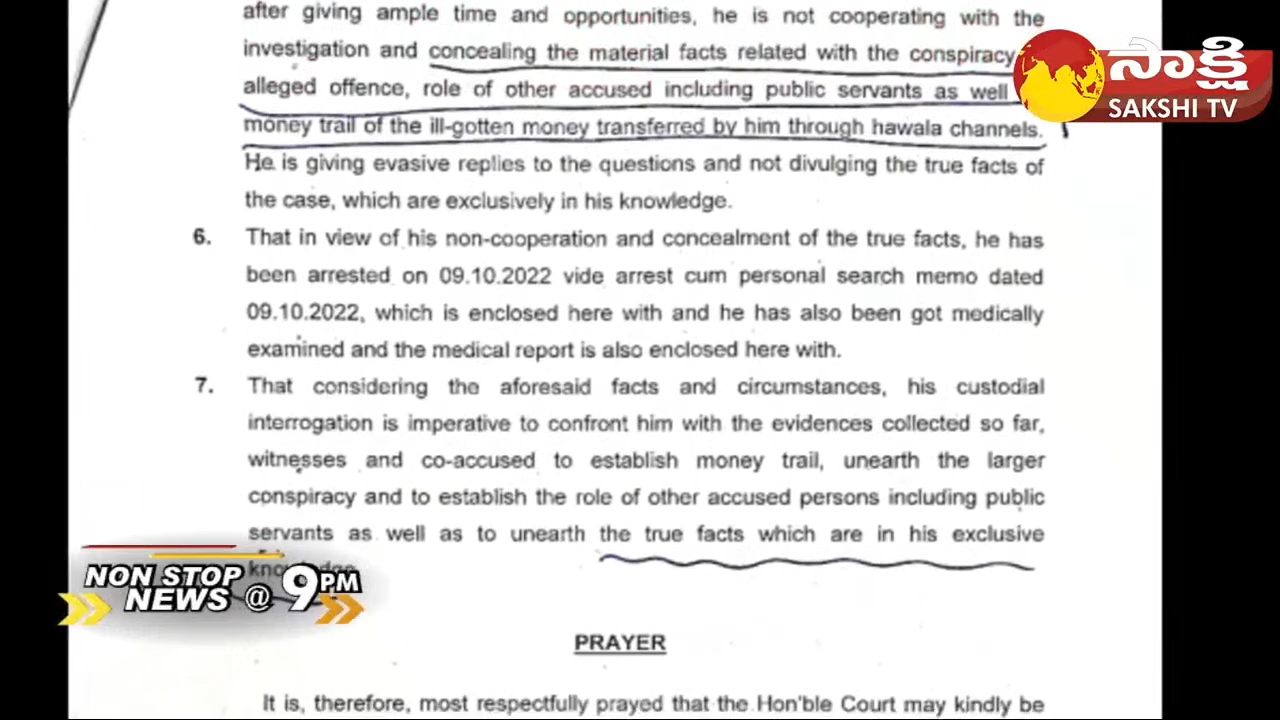 after giving ample time and opportunities, he is not cooperating with the
investigation and concealing the material facts related with the conspiracy
alleged offence, role of other accused including public servants as well
money trail of the ill-gotten money transferred by him through hawala channels.
He is giving evasive replies to the questions and not divulging the true facts of
the case, which are exclusively in his knowledge.
6. That in view of his non-cooperation and concealment of the true facts, he has
been arrested on 09.10.2022 vide arrest cum personal search memo dated
09.10.2022, which is enclosed here with and he has also been got medically
examined and the medical report is also enclosed here with.
7. That considering the aforesaid facts and circumstances, his custodial
interrogation is imperative to confront him with the evidences collected so far,
witnesses and co-accused to establish money trail, unearth the larger
conspiracy and to establish the role of other accused persons including public
servants as well as to unearth the true facts which are in his exclusive
PRAYER
It is, therefore, most respectfully prayed that the Hon'ble Court may kindly be
సాక్షి
SAKSHI TV
NON STOP
NEWS @ 9PM